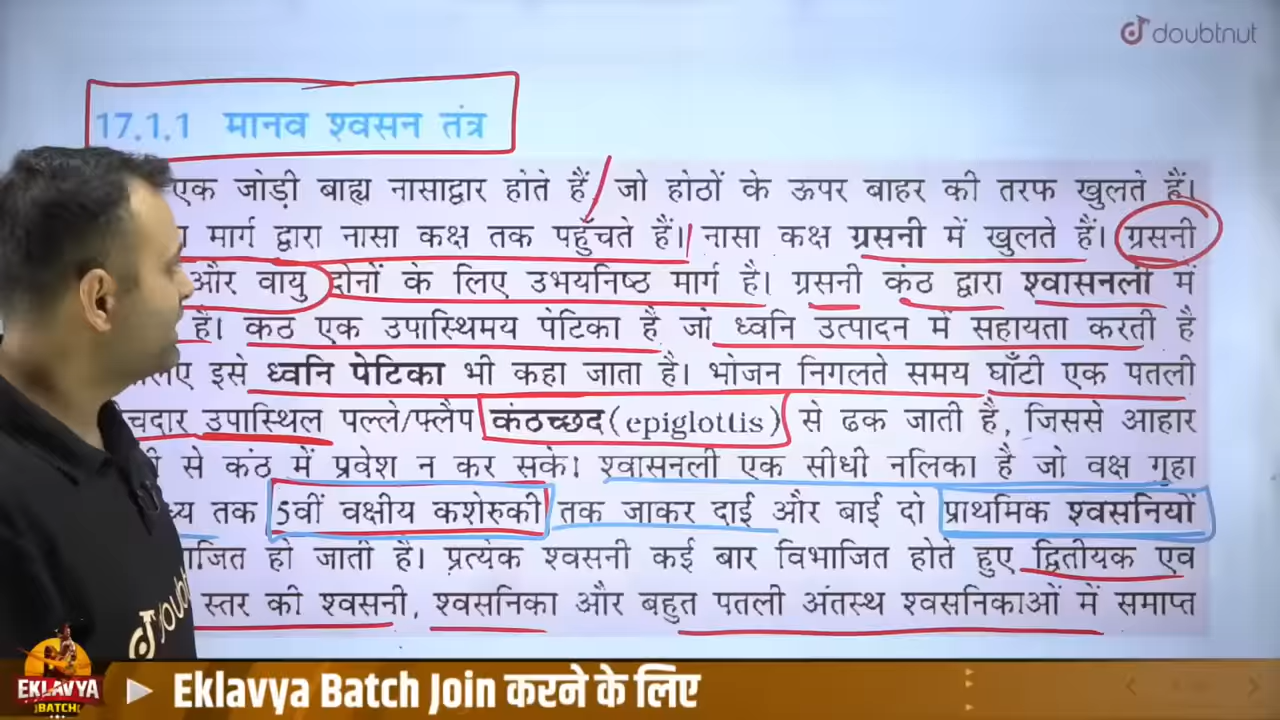 doubtnut
17.1.1 मानव श्वसन तंत्र
एक जोड़ी बाह्य नासाद्वार होते हैं, जो होठों के ऊपर बाहर की तरफ खुलते हैं।
मार्ग द्वारा नासा कक्ष तक पहुँचते हैं। नासा कक्ष ग्रसनी में खुलते हैं। ग्रसनी
और वायु दोनों के लिए उभयनिष्ठ मार्ग है। ग्रसनी कंठ द्वारा श्वासनली में
है। कंठ एक उपास्थिमय पेटिका है जो ध्वनि उत्पादन में सहायता करती है
इसे ध्वनि पेटिका भी कहा जाता है। भोजन निगलते समय घाँटी एक पतली
उपास्थिल पल्ले/फ्लैप कंठच्छद (epiglottis) से ढक जाती है, जिससे आहार
से कंठ में प्रवेश न कर सके। श्वासनली एक सीधी नलिका है जो वक्ष गुहा
तक 5वीं वक्षीय कशेरुकी तक जाकर दाईं और बाईं दो प्राथमिक श्वसनियों
हो जाती है। प्रत्येक श्वसनी कई बार विभाजित होते हुए द्वितीयक एवं
स्तर की श्वसनी, श्वसनिका और बहुत पतली अंतस्थ श्वसनिकाओं में समाप्त
EKLAVYA
BATCH
Eklavya Batch Join करने के लिए